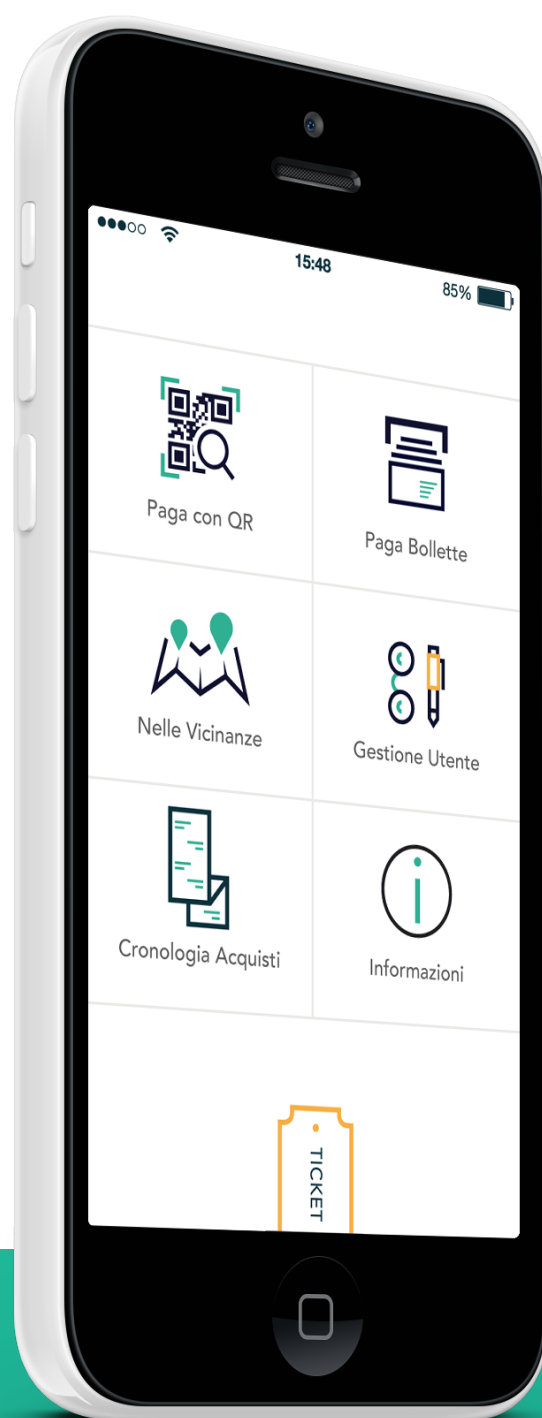 15:48
85%
Paga con QR
Paga Bollette
Nelle Vicinanze
Gestione Utente
Cronologia Acquisti
Informazioni
TICKET